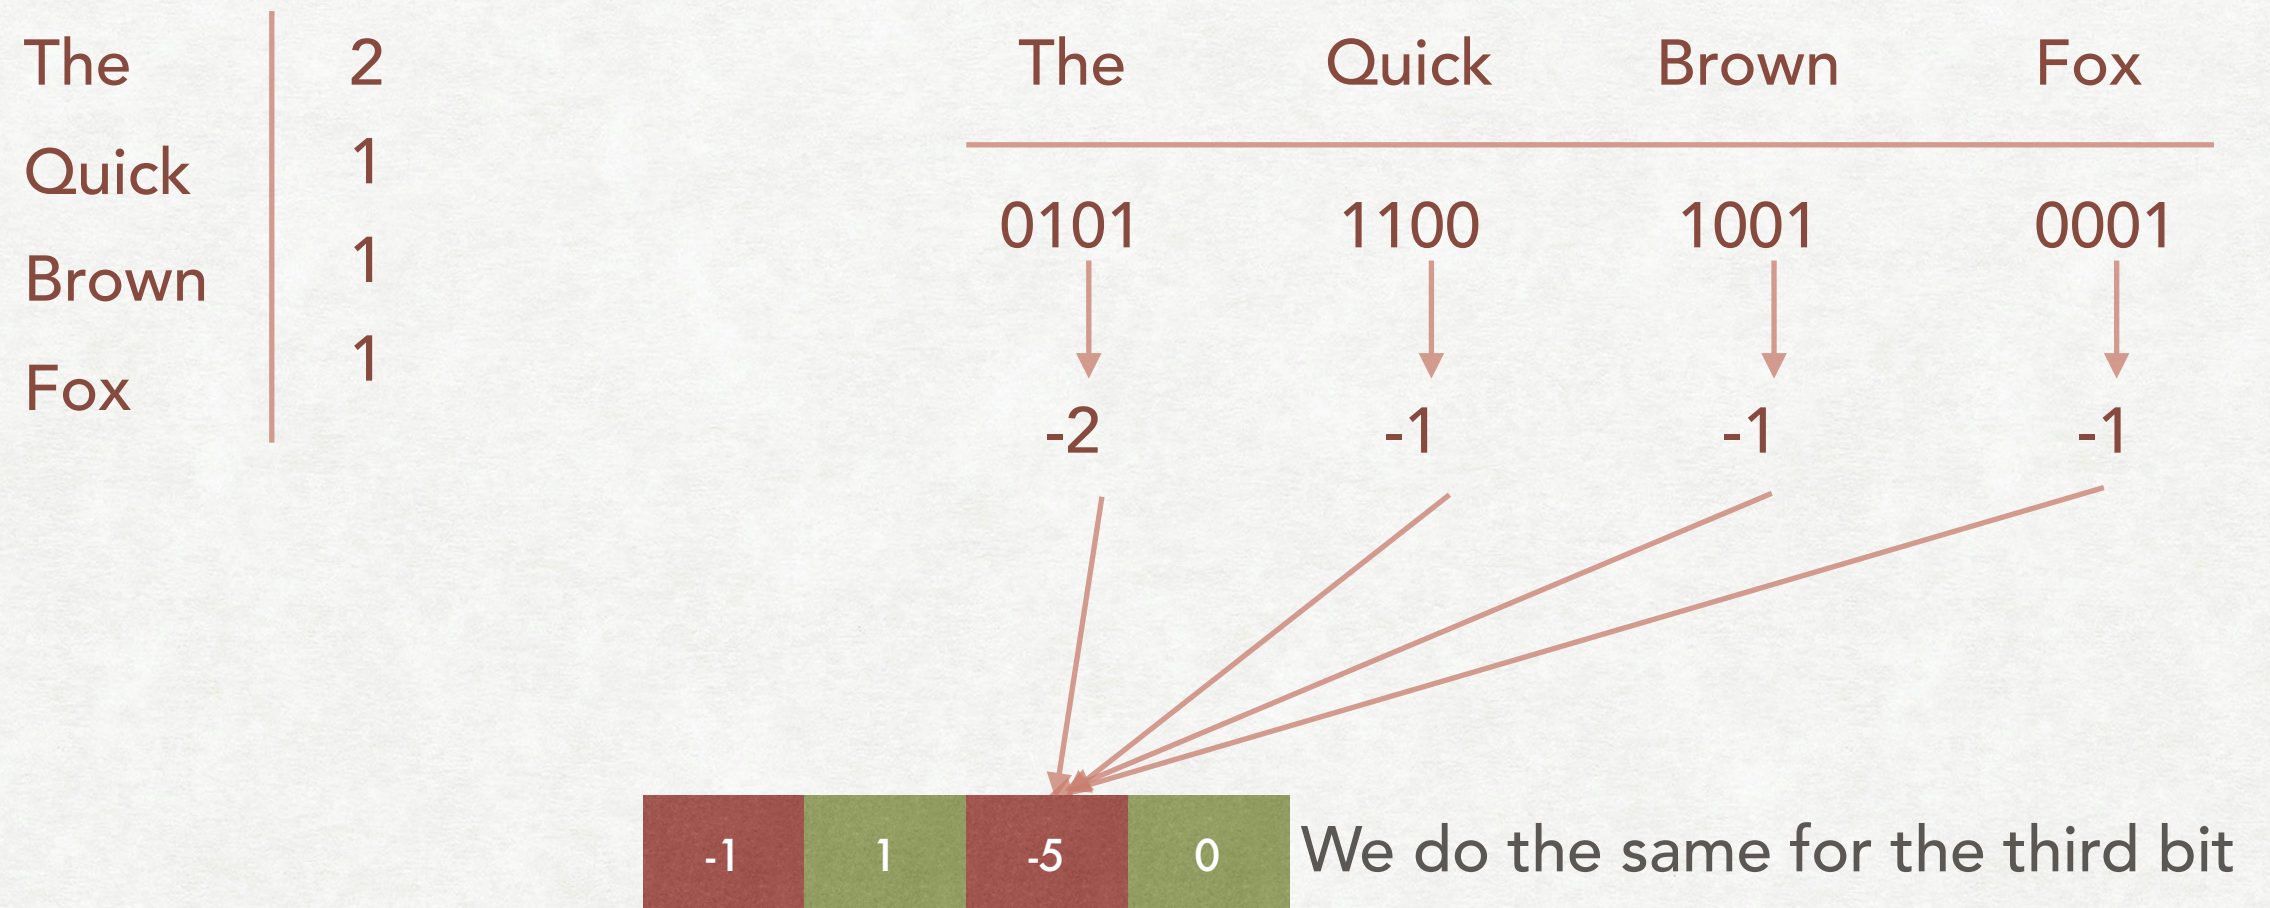 The 2
Quick 1
Brown 1
Fox 1
The Quick Brown Fox
0101 1100 1001 0001
-2 -1 -1 -1
-1 1 -5 0
We do the same for the third bit